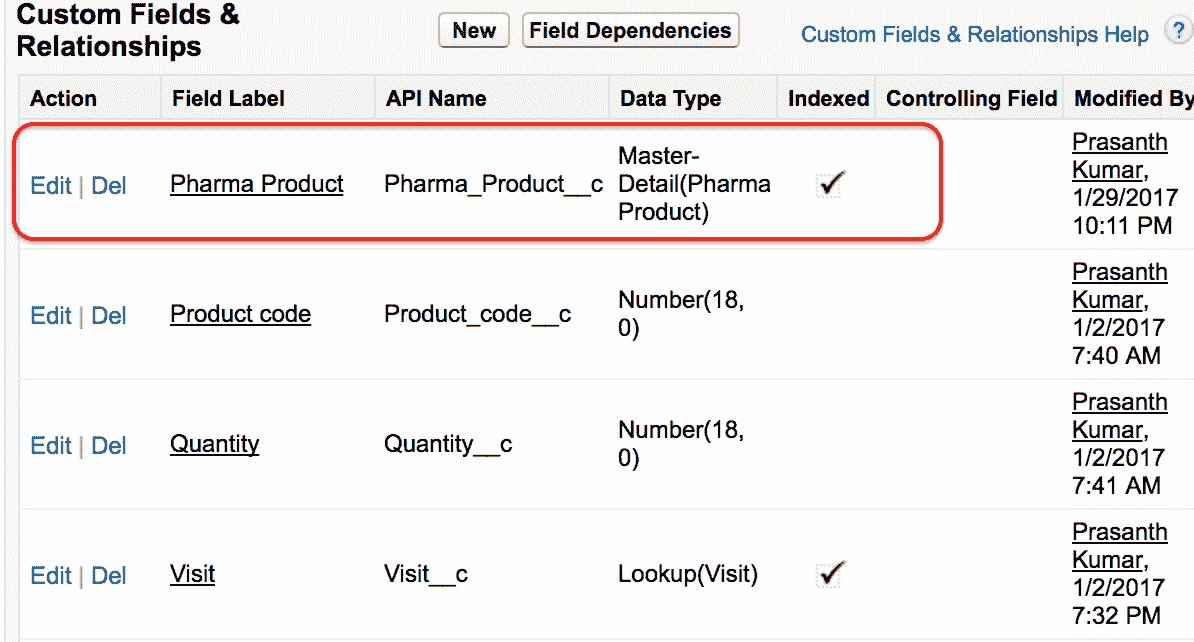 Custom Fields &
Relationships
New
Field Dependencies
Custom Fields & Relationships Help
?
Action Field Label API Name Data Type Indexed Controlling Field Modified By
Edit | Del Pharma Product Pharma_Product__c Master-
Detail(Pharma
Product)
Prasanth
Kumar,
1/29/2017
10:11 PM
Edit | Del Product code Product_code__c Number(18,
0)
Prasanth
Kumar,
1/2/2017
7:40 AM
Edit | Del Quantity Quantity__c Number(18,
0)
Prasanth
Kumar,
1/2/2017
7:41 AM
Edit | Del Visit Visit__c Lookup(Visit)
Prasanth
Kumar,
1/2/2017
7:32 PM